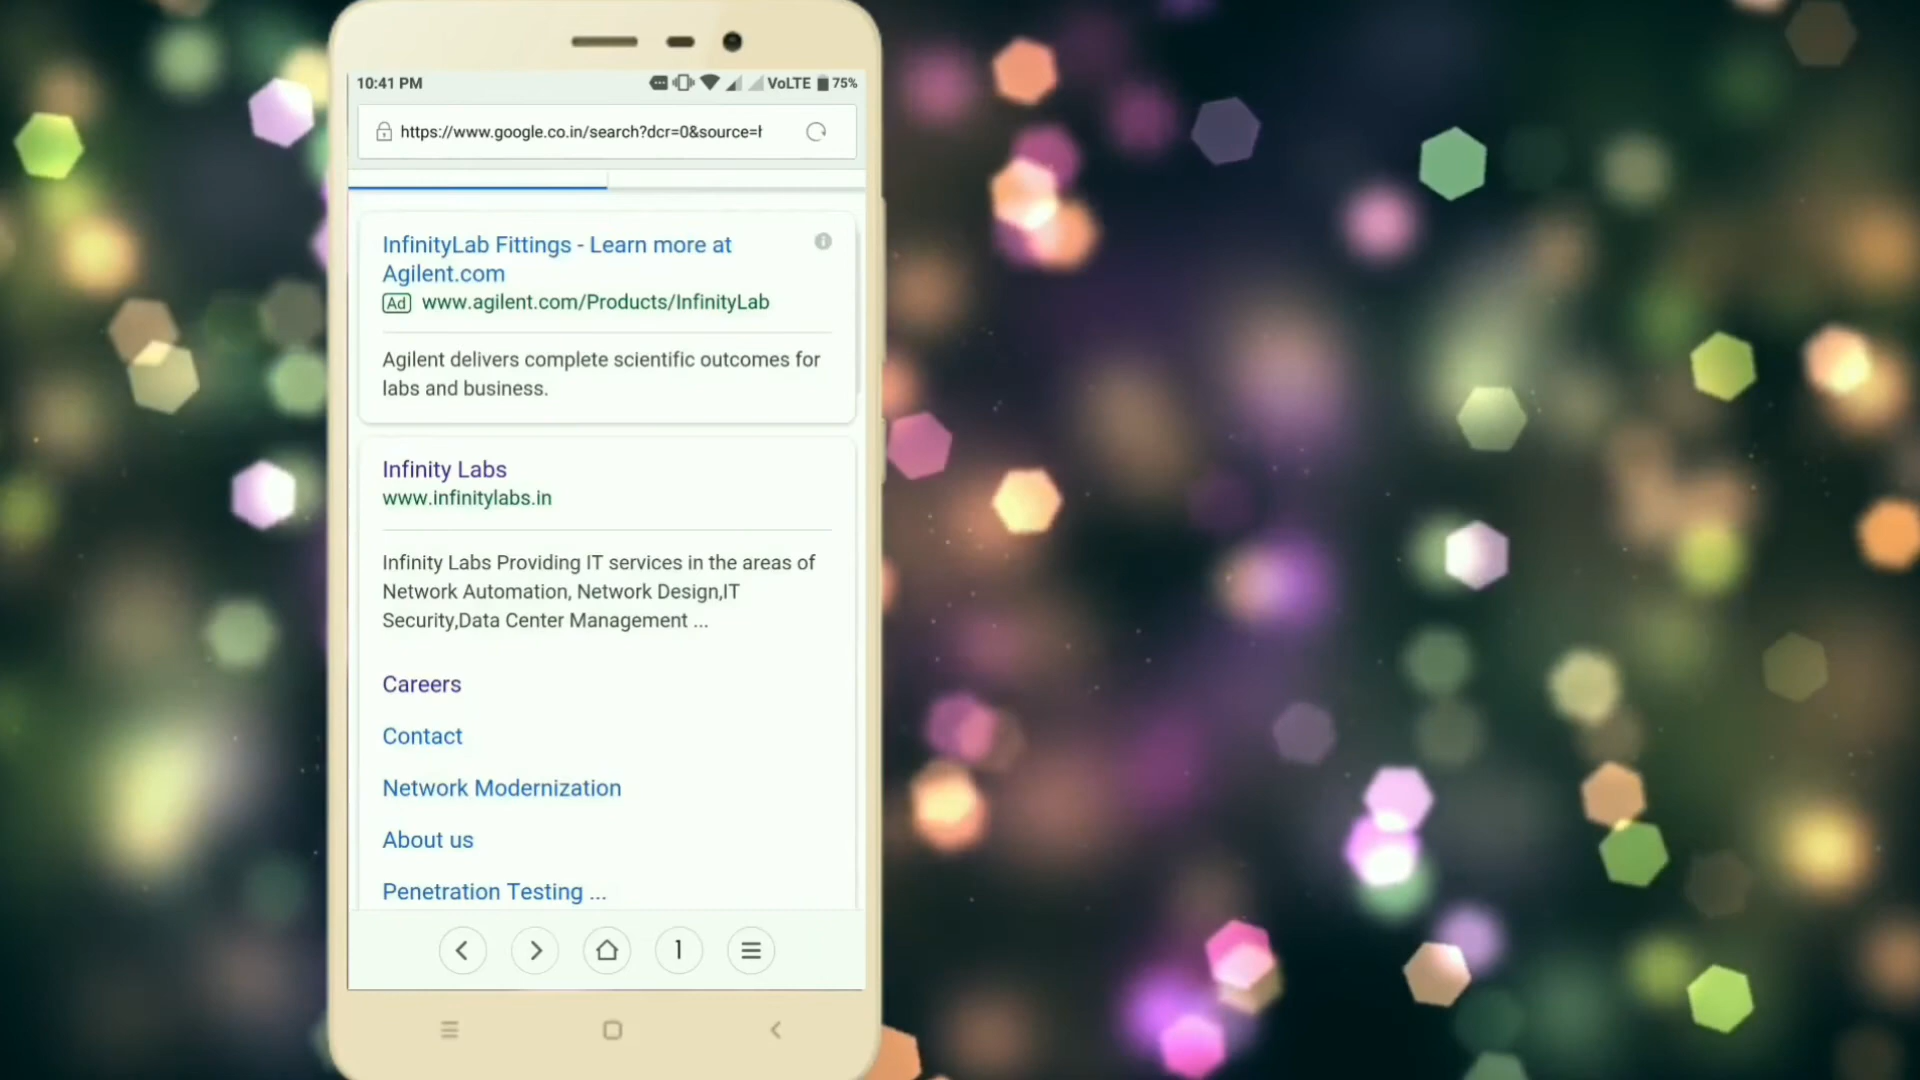 10:41 PM VoLTE 75%
https://www.google.co.in/search?dcr=0&source=h
InfinityLab Fittings - Learn more at
Agilent.com
Ad www.agilent.com/Products/InfinityLab
Agilent delivers complete scientific outcomes for
labs and business.
Infinity Labs
www.infinitylabs.in
Infinity Labs Providing IT services in the areas of
Network Automation, Network Design,IT
Security,Data Center Management ...
Careers
Contact
Network Modernization
About us
Penetration Testing ...
1